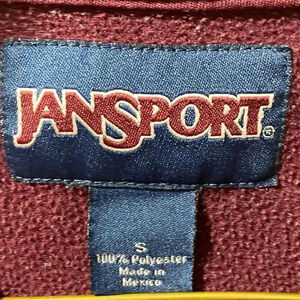 JANSPORT®
S
100% Polyester
Made in
Mexico